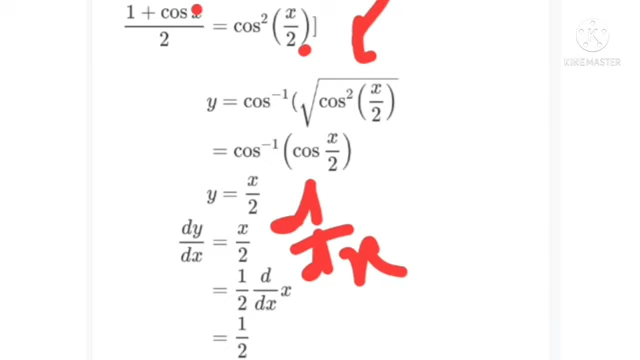 (1 + cos x)/2 = cos² (x/2)]
y = cos⁻¹ (√(cos² (x/2))
= cos⁻¹ (cos x/2)
y = x/2
dy/dx = x/2
= 1/2 d/dx x
= 1/2
KINEMASTER